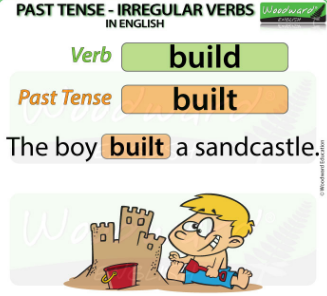 PAST TENSE - IRREGULAR VERBS
IN ENGLISH
Woodward
ENGLISH
Verb build
Past Tense built
The boy built a sandcastle.
© Woodward Education